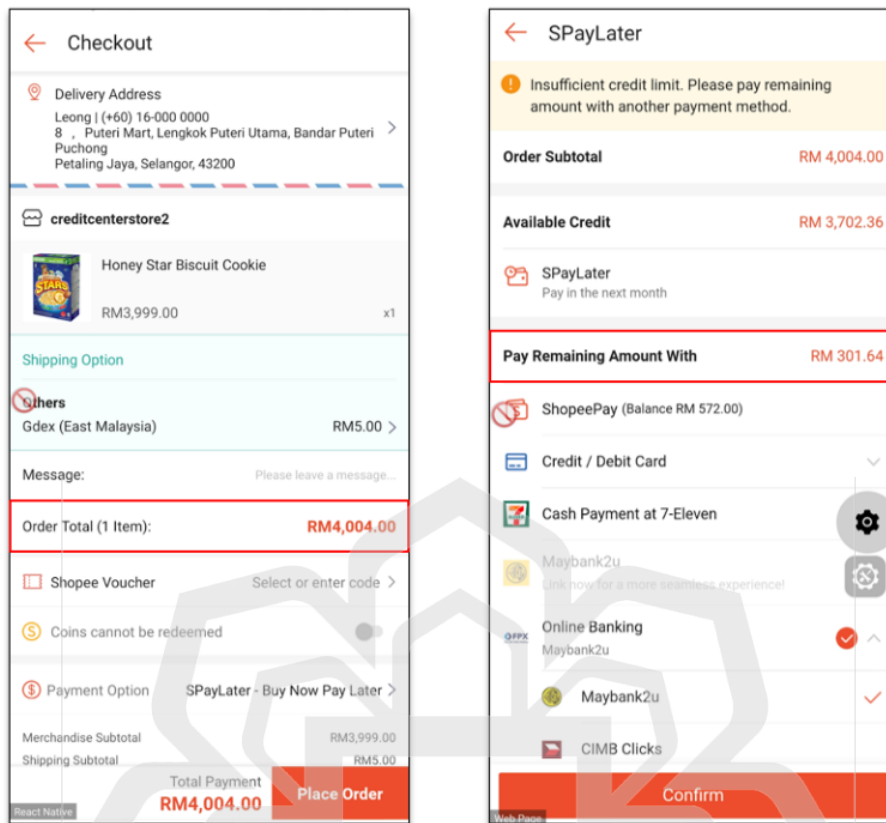 Checkout
Delivery Address
Leong | (+60) 16-000 0000
8 , Puteri Mart, Lengkok Puteri Utama, Bandar Puteri
Puchong
Petaling Jaya, Selangor, 43200
creditcenterstore2
STARS
Honey Star Biscuit Cookie
RM3,999.00 x1
Shipping Option
Others
Gdex (East Malaysia) RM5.00
Message: Please leave a message...
Order Total (1 Item): RM4,004.00
Shopee Voucher Select or enter code
Coins cannot be redeemed
Payment Option SPayLater - Buy Now Pay Later
Merchandise Subtotal RM3,999.00
Shipping Subtotal RM5.00
Total Payment
RM4,004.00
Place Order
React Native
SPayLater
Insufficient credit limit. Please pay remaining
amount with another payment method.
Order Subtotal RM 4,004.00
Available Credit RM 3,702.36
SPayLater
Pay in the next month
Pay Remaining Amount With RM 301.64
ShopeePay (Balance RM 572.00)
Credit / Debit Card
Cash Payment at 7-Eleven
Maybank2u
Link now for a more seamless experience!
FPX
Online Banking
Maybank2u
Maybank2u
CIMB Clicks
Confirm
Web Page